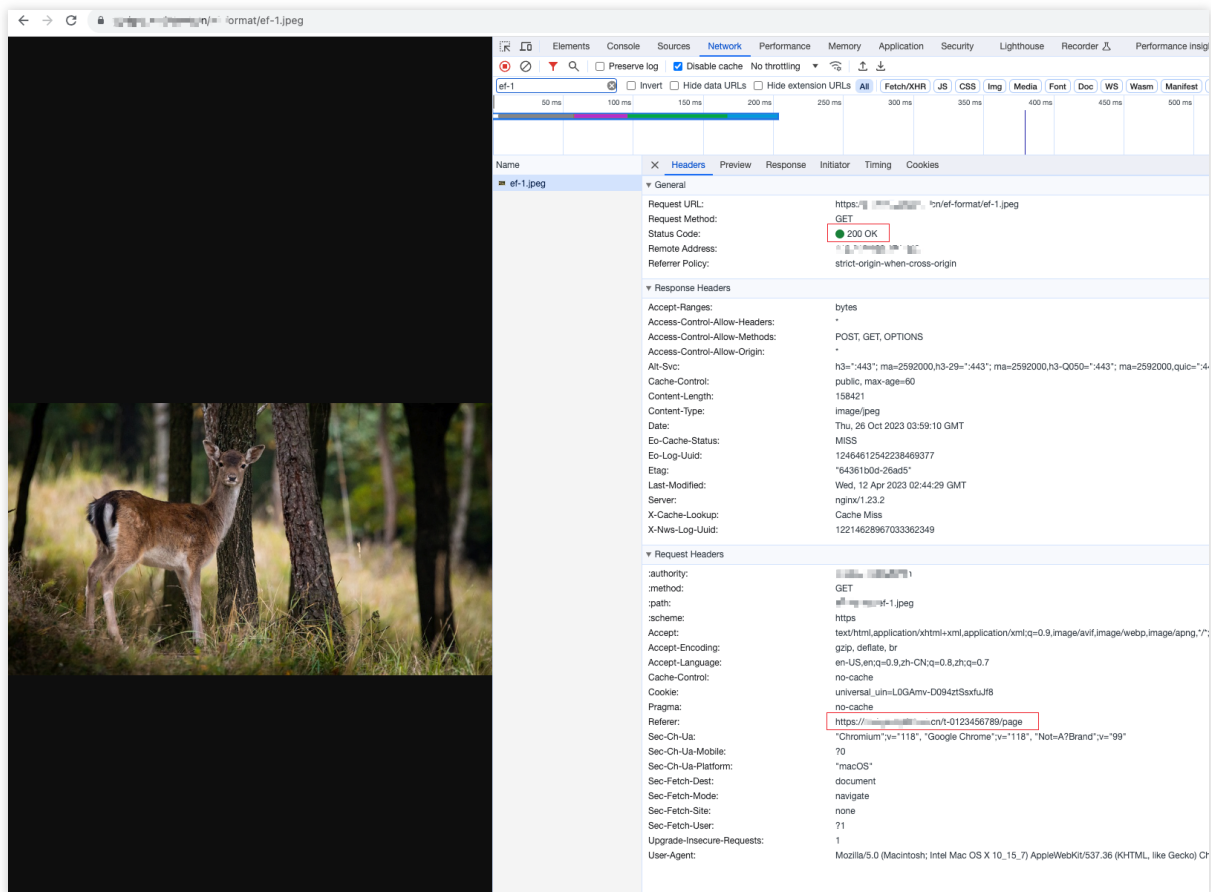 ormat/ef-1.jpeg
Elements Console Sources Network Performance Memory Application Security Lighthouse Recorder Performance insig
Preserve log Disable cache No throttling
ef-1 Invert Hide data URLs Hide extension URLs All Fetch/XHR JS CSS Img Media Font Doc WS Wasm Manifest
50 ms 100 ms 150 ms 200 ms 250 ms 300 ms 350 ms 400 ms 450 ms 500 ms
Name Headers Preview Response Initiator Timing Cookies
ef-1.jpeg
General
Request URL: https:/ cn/ef-format/ef-1.jpeg
Request Method: GET
Status Code: 200 OK
Remote Address:
Referrer Policy: strict-origin-when-cross-origin
Response Headers
Accept-Ranges: bytes
Access-Control-Allow-Headers: *
Access-Control-Allow-Methods: POST, GET, OPTIONS
Access-Control-Allow-Origin: *
Alt-Svc: h3=":443"; ma=2592000,h3-29=":443"; ma=2592000,h3-Q050=":443"; ma=2592000,quic=":4
Cache-Control: public, max-age=60
Content-Length: 158421
Content-Type: image/jpeg
Date: Thu, 26 Oct 2023 03:59:10 GMT
Eo-Cache-Status: MISS
Eo-Log-Uuid: 12464612542238469377
Etag: "64361b0d-26ad5"
Last-Modified: Wed, 12 Apr 2023 02:44:29 GMT
Server: nginx/1.23.2
X-Cache-Lookup: Cache Miss
X-Nws-Log-Uuid: 12214628967033362349
Request Headers
:authority:
:method: GET
:path: ef-1.jpeg
:scheme: https
Accept: text/html,application/xhtml+xml,application/xml;q=0.9,image/avif,image/webp,image/apng,*/*;
Accept-Encoding: gzip, deflate, br
Accept-Language: en-US,en;q=0.9,zh-CN;q=0.8,zh;q=0.7
Cache-Control: no-cache
Cookie: universal_uin=L0GAmv-D094ztSsxfuJf8
Pragma: no-cache
Referer: https:// cn/t-0123456789/page
Sec-Ch-Ua: "Chromium";v="118", "Google Chrome";v="118", "Not=A?Brand";v="99"
Sec-Ch-Ua-Mobile: ?0
Sec-Ch-Ua-Platform: "macOS"
Sec-Fetch-Dest: document
Sec-Fetch-Mode: navigate
Sec-Fetch-Site: none
Sec-Fetch-User: ?1
Upgrade-Insecure-Requests: 1
User-Agent: Mozilla/5.0 (Macintosh; Intel Mac OS X 10_15_7) AppleWebKit/537.36 (KHTML, like Gecko) Ch